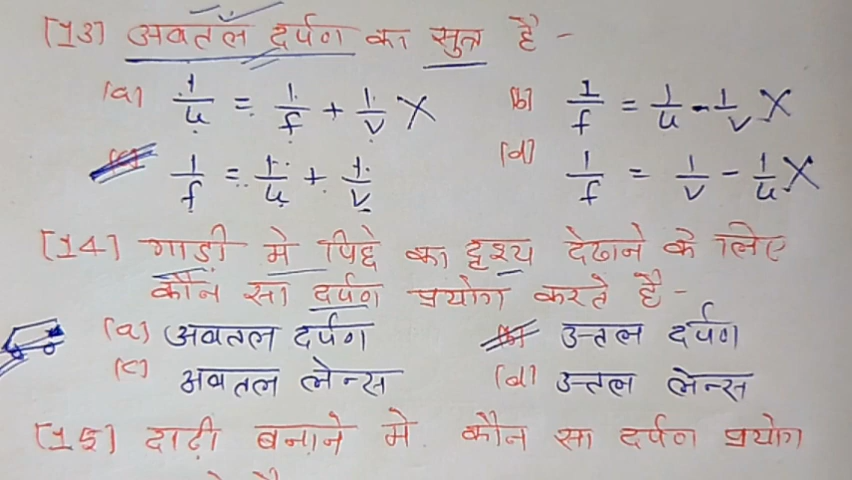 [13] अवतल दर्पण का सुत्र है -
(a) 1/u = 1/f + 1/v X (b) 1/f = 1/u - 1/v X
(c) 1/f = 1/u + 1/v (d) 1/f = 1/v - 1/u X
[14] गाड़ी मे पिछे का दृश्य देखने के लिए
कौन सा दर्पण प्रयोग करते है -
(a) अवतल दर्पण (b) उत्तल दर्पण
(c) अवतल लेन्स (d) उत्तल लेन्स
[15] दाढ़ी बनाने मे कौन सा दर्पण प्रयोग